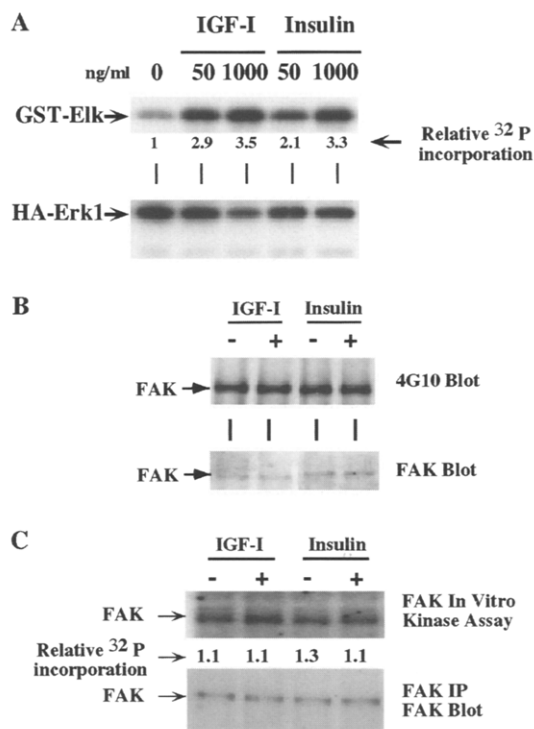 A
IGF-I Insulin
ng/ml 0 50 1000 50 1000
GST-Elk
1 2.9 3.5 2.1 3.3
Relative 32 P
incorporation
HA-Erk1
B
IGF-I Insulin
- + - +
FAK 4G10 Blot
FAK FAK Blot
C
IGF-I Insulin
- + - +
FAK
FAK In Vitro
Kinase Assay
Relative 32 P
incorporation
1.1 1.1 1.3 1.1
FAK
FAK IP
FAK Blot